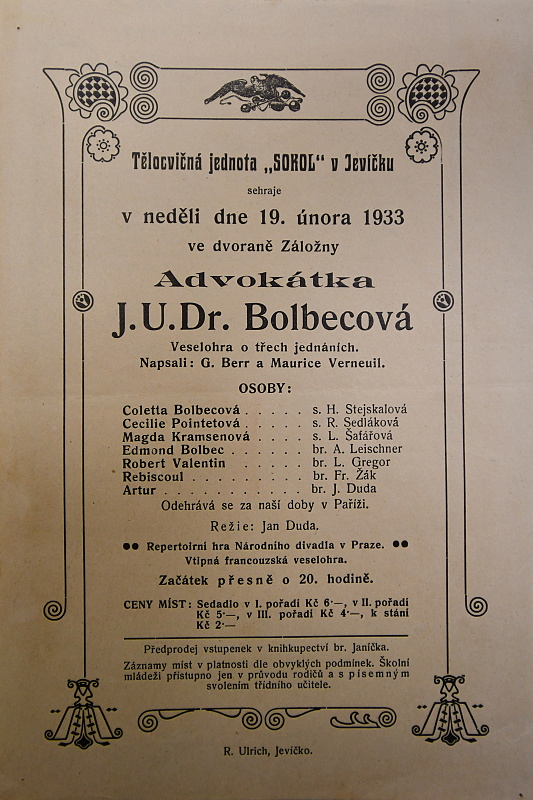 Tělocvičná jednota „SOKOL" v Jevíčku
sehraje
v neděli dne 19. února 1933
ve dvoraně Záložny
Advokátka
J.U.Dr. Bolbecová
Veselohra o třech jednáních.
Napsali: G. Berr a Maurice Verneuil.
OSOBY:
Coletta Bolbecová . . . . . s. H. Stejskalová
Cecilie Pointetová . . . . . s. R. Sedláková
Magda Kramsenová . . . . s. L. Šafářová
Edmond Bolbec . . . . . . br. A. Leischner
Robert Valentin . . . . . br. L. Gregor
Rebiscoul . . . . . . . . br. Fr. Žák
Artur . . . . . . . . . . . br. J. Duda
Odehrává se za naší doby v Paříži.
Režie: Jan Duda.
●● Repertoirní hra Národního divadla v Praze. ●●
Vtipná francouzská veselohra.
Začátek přesně o 20. hodině.
CENY MÍST: Sedadlo v I. pořadí Kč 6·—, v II. pořadí
Kč 5·—, v III. pořadí Kč 4·—, k stání
Kč 2·—
Předprodej vstupenek v knihkupectví br. Janíčka.
Záznamy míst v platnosti dle obvyklých podmínek. Školní
mládeži přístupno jen v průvodu rodičů a s písemným
svolením třídního učitele.
R. Ulrich, Jevíčko.